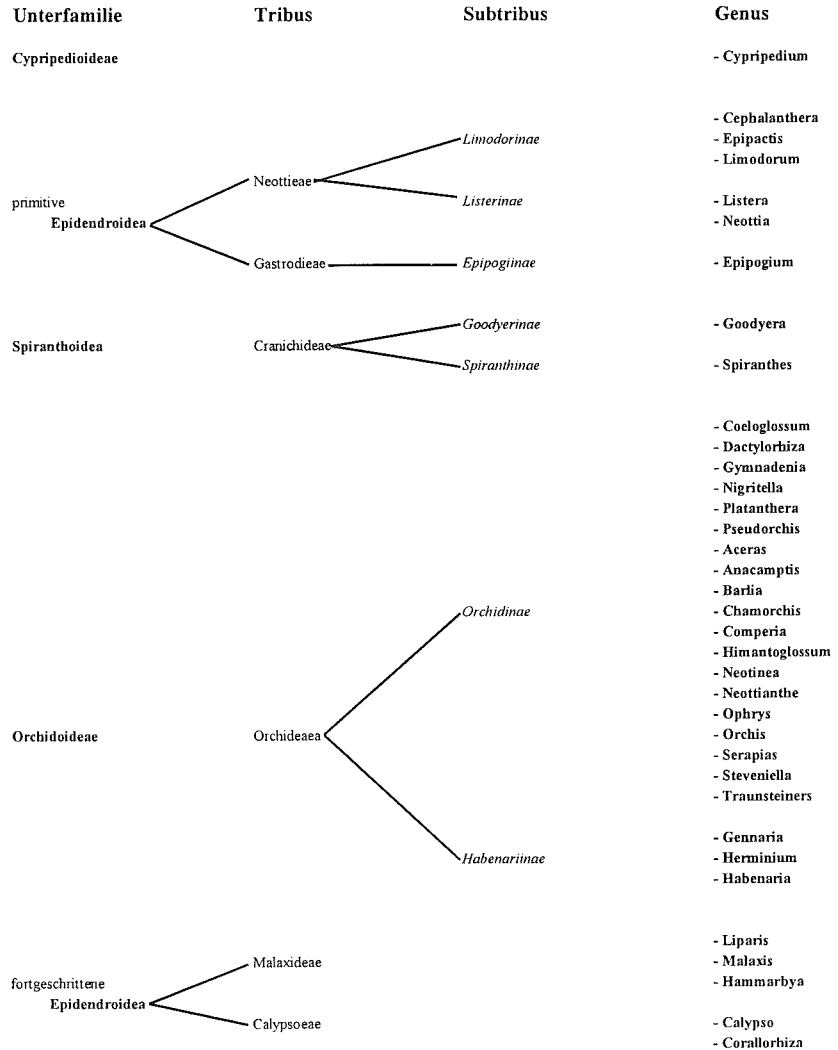 Unterfamilie Tribus Subtribus Genus
Cypripedioideae - Cypripedium
- Cephalanthera
Limodorinae - Epipactis
- Limodorum
Neottieae
primitive Listerinae - Listera
Epidendroidea - Neottia
Gastrodieae Epipogiinae - Epipogium
Goodyerinae - Goodyera
Spiranthoidea Cranichideae
Spiranthinae - Spiranthes
- Coeloglossum
- Dactylorhiza
- Gymnadenia
- Nigritella
- Platanthera
- Pseudorchis
- Aceras
- Anacamptis
- Barlia
Orchidinae - Chamorchis
- Comperia
- Himantoglossum
- Neotinea
- Neottianthe
- Ophrys
Orchidoideae Orchideaea - Orchis
- Serapias
- Steveniella
- Traunsteiners
- Gennaria
Habenariinae - Herminium
- Habenaria
- Liparis
Malaxideae - Malaxis
fortgeschrittene - Hammarbya
Epidendroidea
Calypsoeae - Calypso
- Corallorhiza